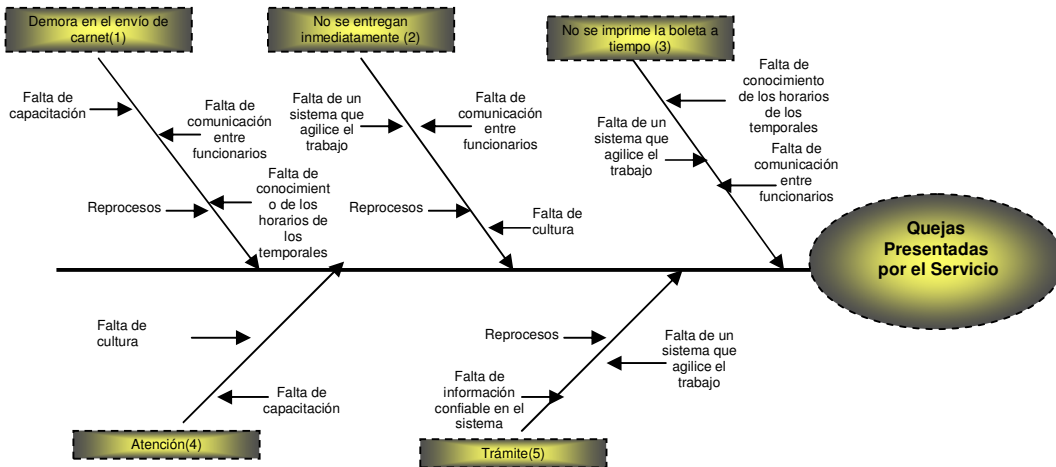 Demora en el envío de
carnet(1)
No se entregan
inmediatamente (2)
No se imprime la boleta a
tiempo (3)
Falta de
capacitación
Falta de
comunicación
entre
funcionarios
Reprocesos
Falta de
conocimient
o de los
horarios de
los
temporales
Falta de un
sistema que
agilice el
trabajo
Falta de
comunicación
entre
funcionarios
Reprocesos
Falta de
cultura
Falta de
conocimiento
de los horarios
de los
temporales
Falta de un
sistema que
agilice el
trabajo
Falta de
comunicación
entre
funcionarios
Quejas
Presentadas
por el Servicio
Falta de
cultura
Falta de
capacitación
Atención(4)
Reprocesos
Falta de un
sistema que
agilice el
trabajo
Falta de
información
confiable en el
sistema
Trámite(5)